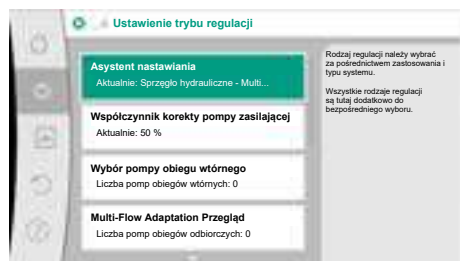 Ustawienie trybu regulacji
Asystent nastawiania
Aktualnie: Sprzęgło hydrauliczne - Multi...
Współczynnik korekty pompy zasilającej
Aktualnie: 50 %
Wybór pompy obiegu wtórnego
Liczba pomp obiegów wtórnych: 0
Multi-Flow Adaptation Przegląd
Liczba pomp obiegów odbiorczych: 0
Rodzaj regulacji należy wybrać
za pośrednictwem zastosowania i
typu systemu.
Wszystkie rodzaje regulacji
są tutaj dodatkowo do
bezpośredniego wyboru.